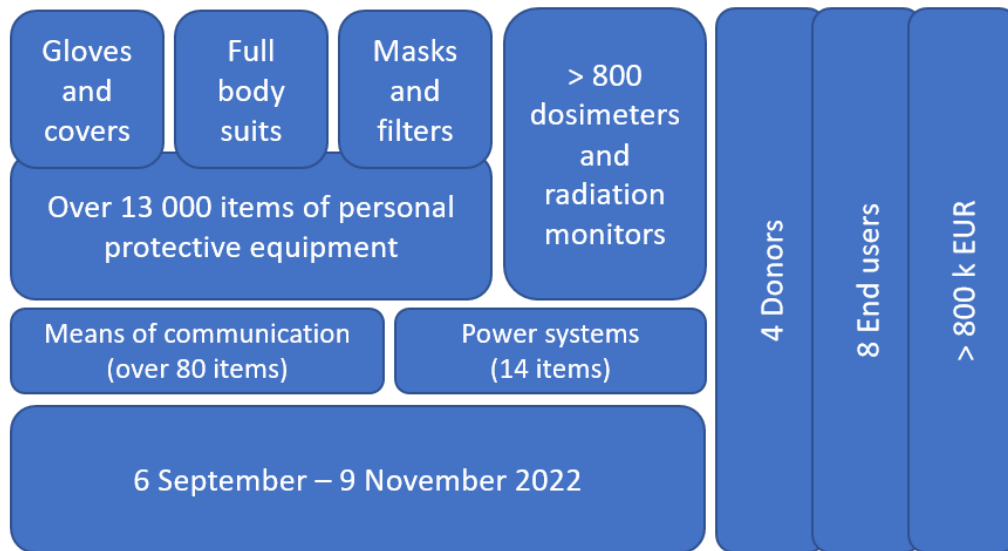 Gloves
and
covers
Full
body
suits
Masks
and
filters
> 800
dosimeters
and
radiation
monitors
Over 13 000 items of personal
protective equipment
Means of communication
(over 80 items)
Power systems
(14 items)
6 September – 9 November 2022
4 Donors
8 End users
> 800 k EUR